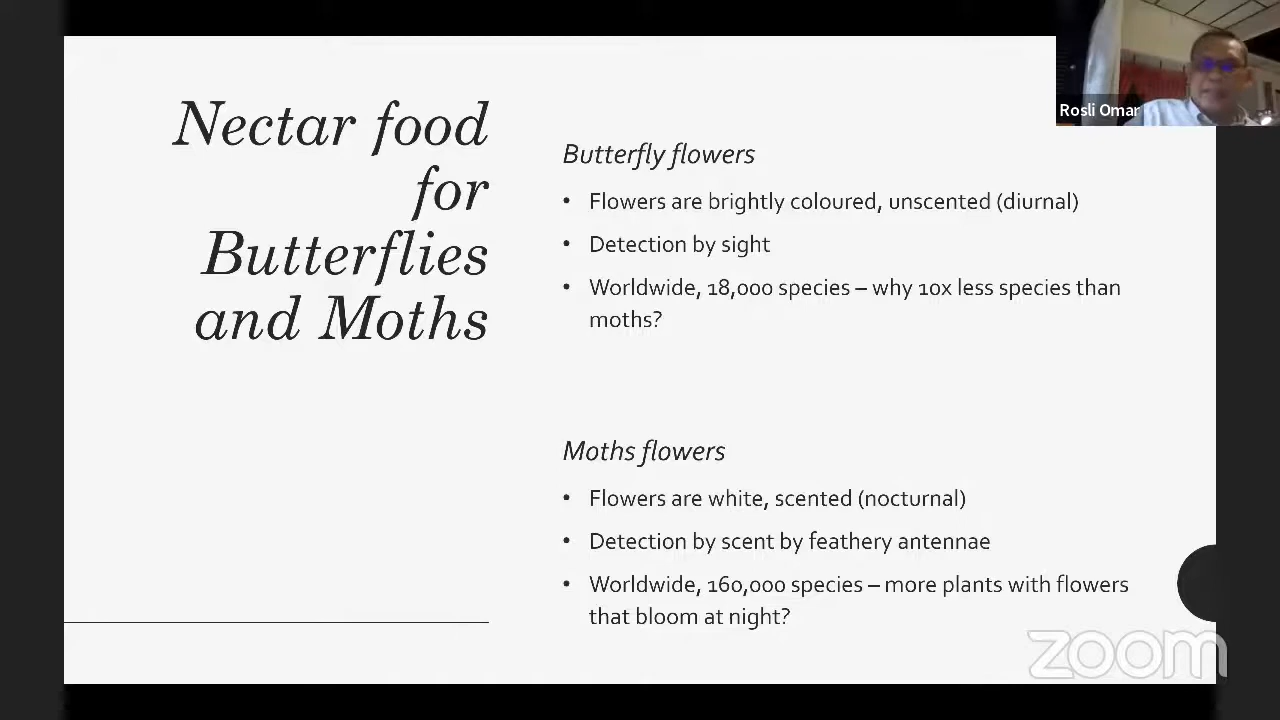 Nectar food
for
Butterflies
and Moths
Rosli Omar
Butterfly flowers
• Flowers are brightly coloured, unscented (diurnal)
• Detection by sight
• Worldwide, 18,000 species – why 10x less species than
moths?
Moths flowers
• Flowers are white, scented (nocturnal)
• Detection by scent by feathery antennae
• Worldwide, 160,000 species – more plants with flowers
that bloom at night?
zoom